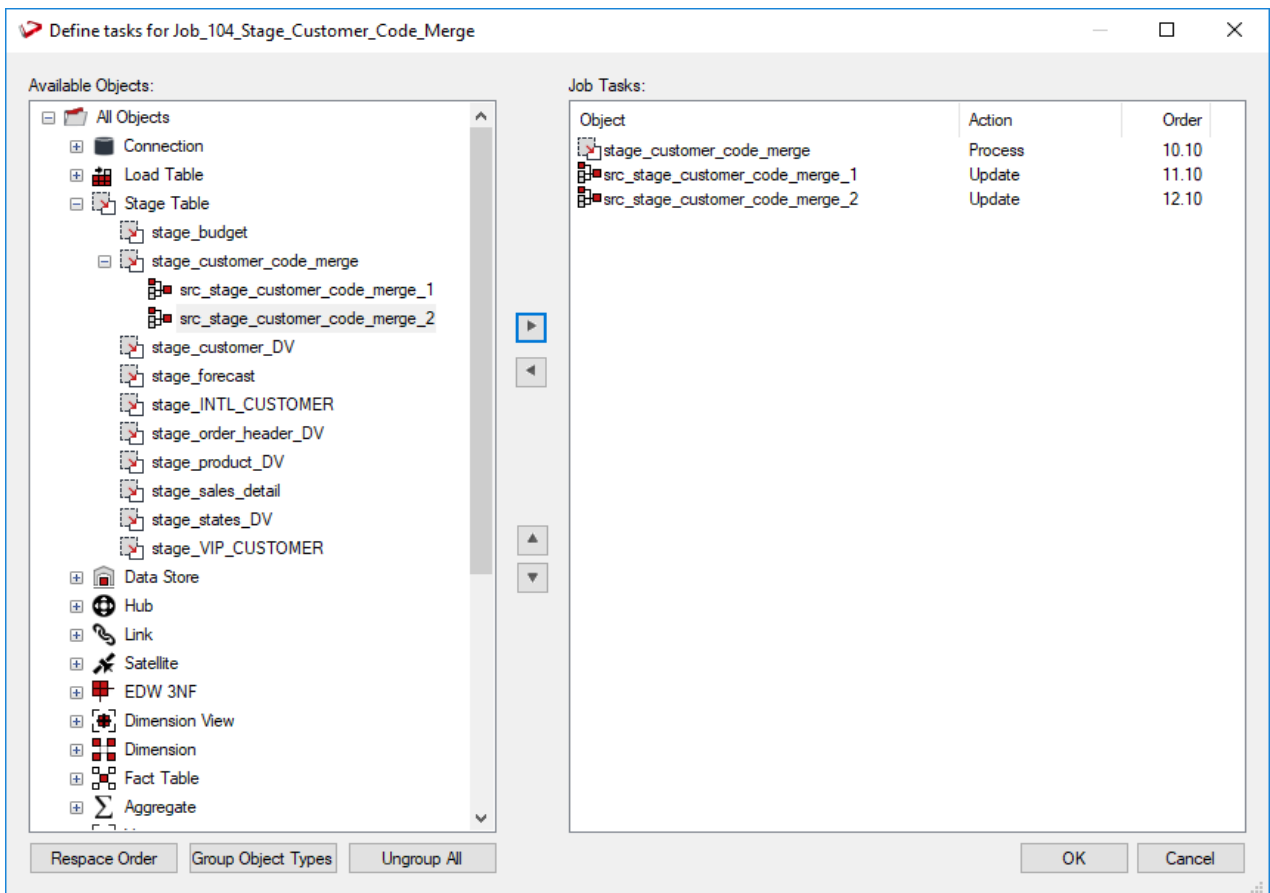 Define tasks for Job_104_Stage_Customer_Code_Merge
Available Objects:
All Objects
Connection
Load Table
Stage Table
stage_budget
stage_customer_code_merge
src_stage_customer_code_merge_1
src_stage_customer_code_merge_2
stage_customer_DV
stage_forecast
stage_INTL_CUSTOMER
stage_order_header_DV
stage_product_DV
stage_sales_detail
stage_states_DV
stage_VIP_CUSTOMER
Data Store
Hub
Link
Satellite
EDW 3NF
Dimension View
Dimension
Fact Table
Aggregate
Job Tasks:
Object Action Order
stage_customer_code_merge Process 10.10
src_stage_customer_code_merge_1 Update 11.10
src_stage_customer_code_merge_2 Update 12.10
Respace Order Group Object Types Ungroup All OK Cancel